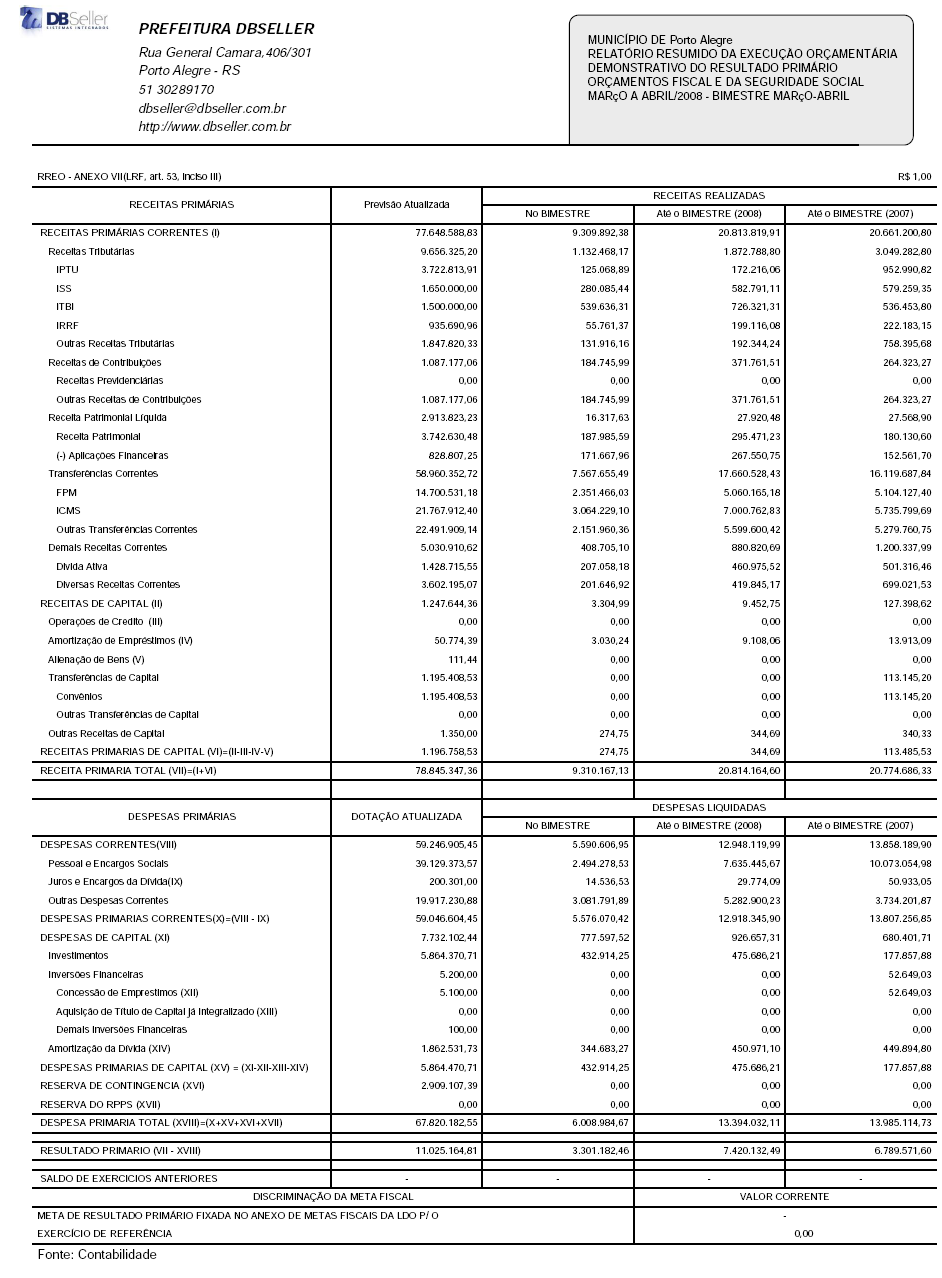 DBSeller
SISTEMAS INTEGRADOS
PREFEITURA DBSELLER
Rua General Camara,406/301
Porto Alegre - RS
51 30289170
dbseller@dbseller.com.br
http://www.dbseller.com.br
MUNICÍPIO DE Porto Alegre
RELATÓRIO RESUMIDO DA EXECUÇÃO ORÇAMENTÁRIA
DEMONSTRATIVO DO RESULTADO PRIMÁRIO
ORÇAMENTOS FISCAL E DA SEGURIDADE SOCIAL
MARçO A ABRIL/2008 - BIMESTRE MARçO-ABRIL
RREO - ANEXO VII(LRF, art. 53, inciso III) R$ 1,00
RECEITAS PRIMÁRIAS Previsão Atualizada RECEITAS REALIZADAS
No BIMESTRE Até o BIMESTRE (2008) Até o BIMESTRE (2007)
RECEITAS PRIMÁRIAS CORRENTES (I) 77.648.588,83 9.309.892,38 20.813.819,91 20.661.200,80
Receitas Tributárias 9.656.325,20 1.132.468,17 1.872.788,80 3.049.282,80
IPTU 3.722.813,91 125.068,89 172.216,06 952.990,82
ISS 1.650.000,00 280.085,44 582.791,11 579.259,35
ITBI 1.500.000,00 539.636,31 726.321,31 536.453,80
IRRF 935.690,96 55.761,37 199.116,08 222.183,15
Outras Receitas Tributárias 1.847.820,33 131.916,16 192.344,24 758.395,68
Receitas de Contribuições 1.087.177,06 184.745,99 371.761,51 264.323,27
Receitas Previdenciárias 0,00 0,00 0,00 0,00
Outras Receitas de Contribuições 1.087.177,06 184.745,99 371.761,51 264.323,27
Receita Patrimonial Líquida 2.913.823,23 16.317,63 27.920,48 27.568,90
Receita Patrimonial 3.742.630,48 187.985,59 295.471,23 180.130,60
(-) Aplicações Financeiras 828.807,25 171.667,96 267.550,75 152.561,70
Transferências Correntes 58.960.352,72 7.567.655,49 17.660.528,43 16.119.687,84
FPM 14.700.531,18 2.351.466,03 5.060.165,18 5.104.127,40
ICMS 21.767.912,40 3.064.229,10 7.000.762,83 5.735.799,69
Outras Transferências Correntes 22.491.909,14 2.151.960,36 5.599.600,42 5.279.760,75
Demais Receitas Correntes 5.030.910,62 408.705,10 880.820,69 1.200.337,99
Divida Ativa 1.428.715,55 207.058,18 460.975,52 501.316,46
Diversas Receitas Correntes 3.602.195,07 201.646,92 419.845,17 699.021,53
RECEITAS DE CAPITAL (II) 1.247.644,36 3.304,99 9.452,75 127.398,62
Operações de Credito (III) 0,00 0,00 0,00 0,00
Amortização de Empréstimos (IV) 50.774,39 3.030,24 9.108,06 13.913,09
Alienação de Bens (V) 111,44 0,00 0,00 0,00
Transferências de Capital 1.195.408,53 0,00 0,00 113.145,20
Convênios 1.195.408,53 0,00 0,00 113.145,20
Outras Transferências de Capital 0,00 0,00 0,00 0,00
Outras Receitas de Capital 1.350,00 274,75 344,69 340,33
RECEITAS PRIMARIAS DE CAPITAL (VI)=(II-III-IV-V) 1.196.758,53 274,75 344,69 113.485,53
RECEITA PRIMARIA TOTAL (VII)=(I+VI) 78.845.347,36 9.310.167,13 20.814.164,60 20.774.686,33
DESPESAS PRIMÁRIAS DOTAÇÃO ATUALIZADA DESPESAS LIQUIDADAS
No BIMESTRE Até o BIMESTRE (2008) Até o BIMESTRE (2007)
DESPESAS CORRENTES(VIII) 59.246.905,45 5.590.606,95 12.948.119,99 13.858.189,90
Pessoal e Encargos Sociais 39.129.373,57 2.494.278,53 7.635.445,67 10.073.054,98
Juros e Encargos da Divida(IX) 200.301,00 14.536,53 29.774,09 50.933,05
Outras Despesas Correntes 19.917.230,88 3.081.791,89 5.282.900,23 3.734.201,87
DESPESAS PRIMARIAS CORRENTES(X)=(VIII - IX) 59.046.604,45 5.576.070,42 12.918.345,90 13.807.256,85
DESPESAS DE CAPITAL (XI) 7.732.102,44 777.597,52 926.657,31 680.401,71
Investimentos 5.864.370,71 432.914,25 475.686,21 177.857,88
Inversões Financeiras 5.200,00 0,00 0,00 52.649,03
Concessão de Emprestimos (XII) 5.100,00 0,00 0,00 52.649,03
Aquisição de Título de Capital já Integralizado (XIII) 0,00 0,00 0,00 0,00
Demais Inversões Financeiras 100,00 0,00 0,00 0,00
Amortização da Dívida (XIV) 1.862.531,73 344.683,27 450.971,10 449.894,80
DESPESAS PRIMARIAS DE CAPITAL (XV) = (XI-XII-XIII-XIV) 5.864.470,71 432.914,25 475.686,21 177.857,88
RESERVA DE CONTINGENCIA (XVI) 2.909.107,39 0,00 0,00 0,00
RESERVA DO RPPS (XVII) 0,00 0,00 0,00 0,00
DESPESA PRIMARIA TOTAL (XVIII)=(X+XV+XVI+XVII) 67.820.182,55 6.008.984,67 13.394.032,11 13.985.114,73
RESULTADO PRIMARIO (VII - XVIII) 11.025.164,81 3.301.182,46 7.420.132,49 6.789.571,60
SALDO DE EXERCICIOS ANTERIORES - - - -
DISCRIMINAÇÃO DA META FISCAL VALOR CORRENTE
META DE RESULTADO PRIMÁRIO FIXADA NO ANEXO DE METAS FISCAIS DA LDO P/ O -
EXERCÍCIO DE REFERÊNCIA 0,00
Fonte: Contabilidade